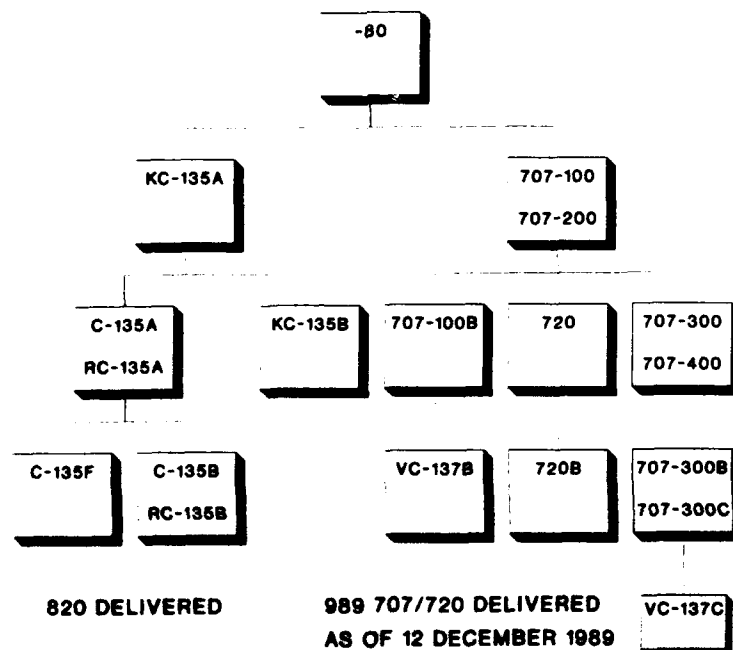 -80
KC-135A
707-100
707-200
C-135A
RC-135A
KC-135B
707-100B
720
707-300
707-400
C-135F
C-135B
RC-135B
VC-137B
720B
707-300B
707-300C
820 DELIVERED
989 707/720 DELIVERED
AS OF 12 DECEMBER 1989
VC-137C